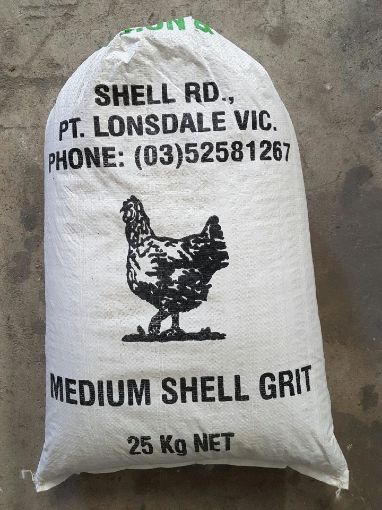 SHELL RD.,
PT. LONSDALE VIC.
PHONE: (03)52581267
MEDIUM SHELL GRIT
25 Kg NET